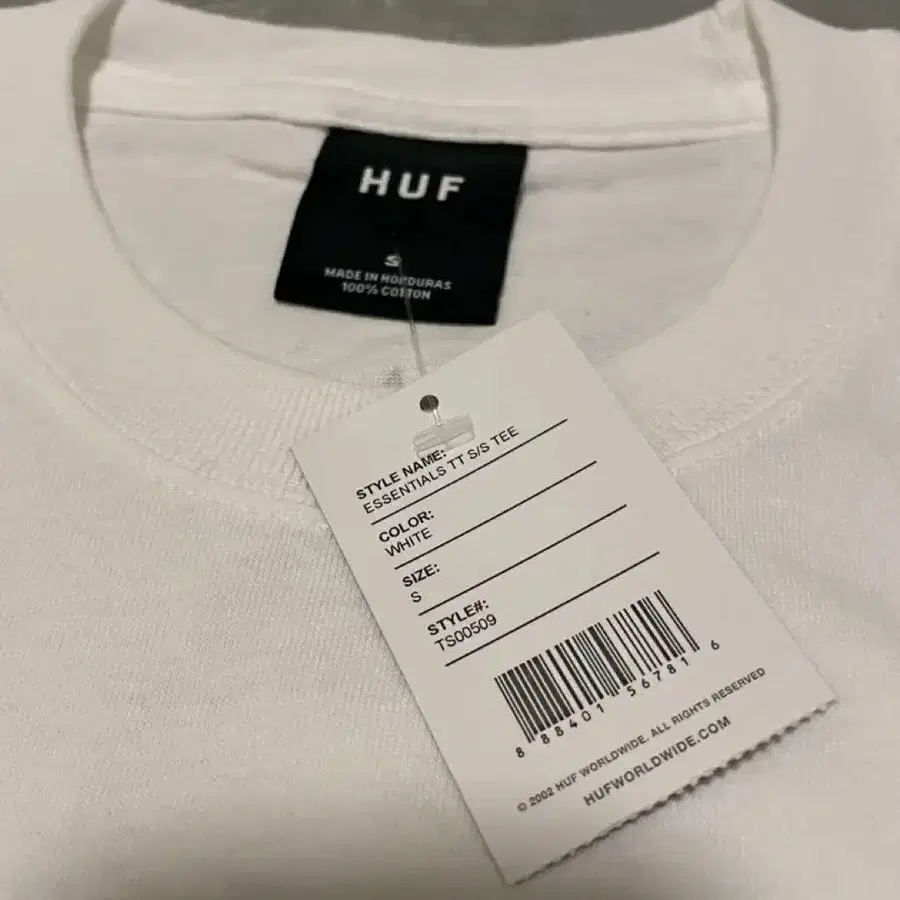 HUF
S
MADE IN HONDURAS
100% COTTON
STYLE NAME:
ESSENTIALS TT S/S TEE
COLOR:
WHITE
SIZE:
S
STYLE#:
TS00509
8 88401 56781 6
© 2002 HUF WORLDWIDE. ALL RIGHTS RESERVED
HUFWORLDWIDE.COM